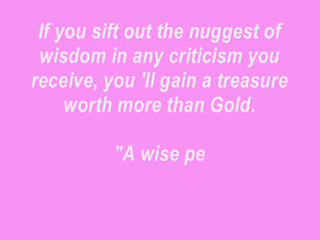 If you sift out the nuggest of
wisdom in any criticism you
receive, you 'll gain a treasure
worth more than Gold.
"A wise pe